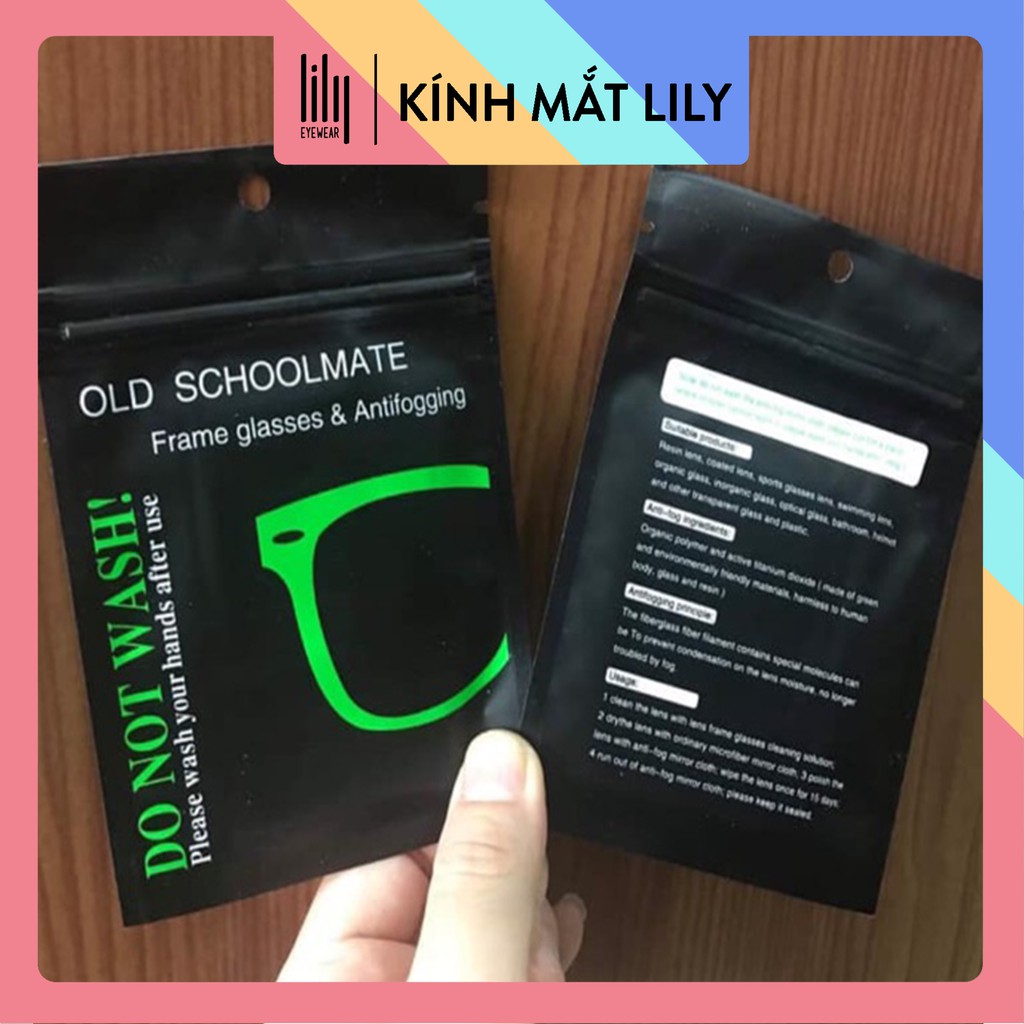 lily
EYEWEAR
KÍNH MẮT LILY
OLD SCHOOLMATE
Frame glasses & Antifogging
DO NOT WASH!
Please wash your hands after use
Suitable products:
Resin lens, coated lens, sports glasses lens, swimming lens,
organic glass, inorganic glass, optical glass, bathroom, helmet
and other transparent glass and plastic.
Anti-fog ingredients:
Organic polymer and active titanium dioxide ( made of green
and environmentally friendly materials, harmless to human
body, glass and resin )
Antifogging principle:
The fiberglass fiber filament contains special molecules can
be To prevent condensation on the lens moisture, no longer
troubled by fog.
Usage:
1 clean the lens with lens frame glasses cleaning solution;
2 drythe lens with ordinary microfiber mirror cloth; 3 polish the
lens with anti-fog mirror cloth; wipe the lens once for 15 days;
4 run out of anti-fog mirror cloth; please keep it sealed.